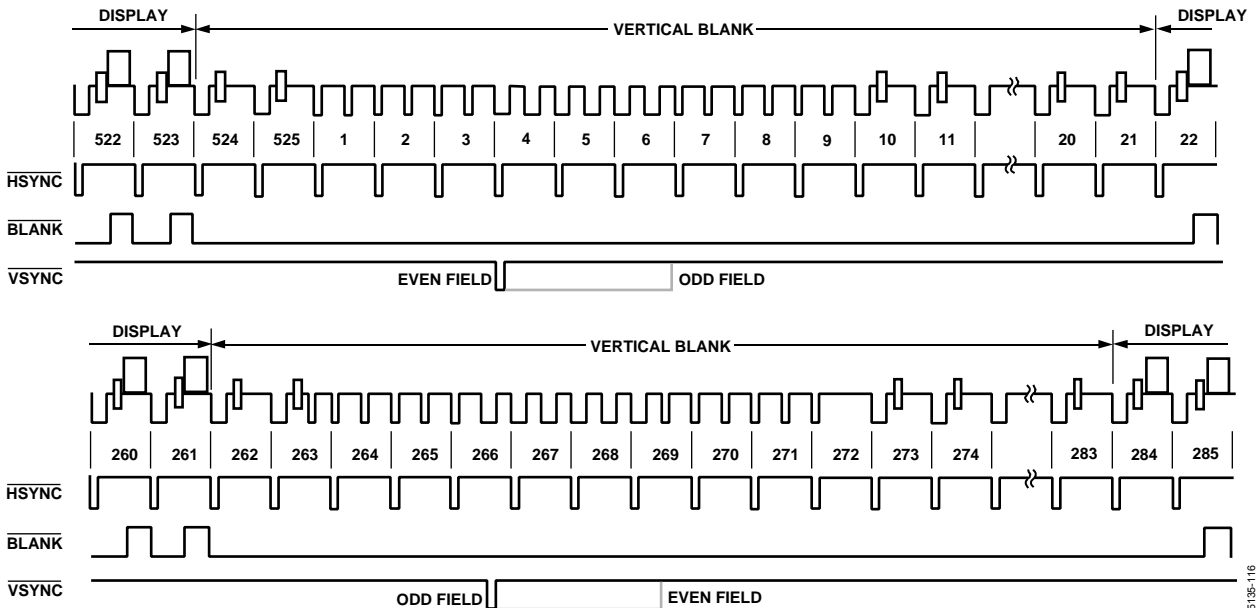 DISPLAY VERTICAL BLANK DISPLAY
522 523 524 525 1 2 3 4 5 6 7 8 9 10 11 20 21 22
HSYNC
BLANK
VSYNC
EVEN FIELD ODD FIELD
DISPLAY VERTICAL BLANK DISPLAY
260 261 262 263 264 265 266 267 268 269 270 271 272 273 274 283 284 285
HSYNC
BLANK
VSYNC
ODD FIELD EVEN FIELD